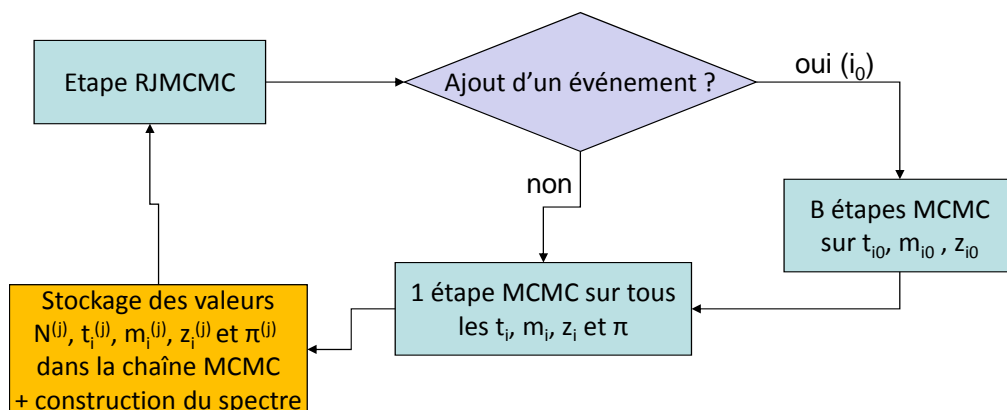 Etape RJMCMC
Ajout d'un événement ?
oui (i₀)
non
B étapes MCMC
sur tᵢ₀, mᵢ₀ , zᵢ₀
1 étape MCMC sur tous
les tᵢ, mᵢ, zᵢ et π
Stockage des valeurs
N⁽ʲ⁾, tᵢ⁽ʲ⁾, mᵢ⁽ʲ⁾, zᵢ⁽ʲ⁾ et π⁽ʲ⁾
dans la chaîne MCMC
+ construction du spectre